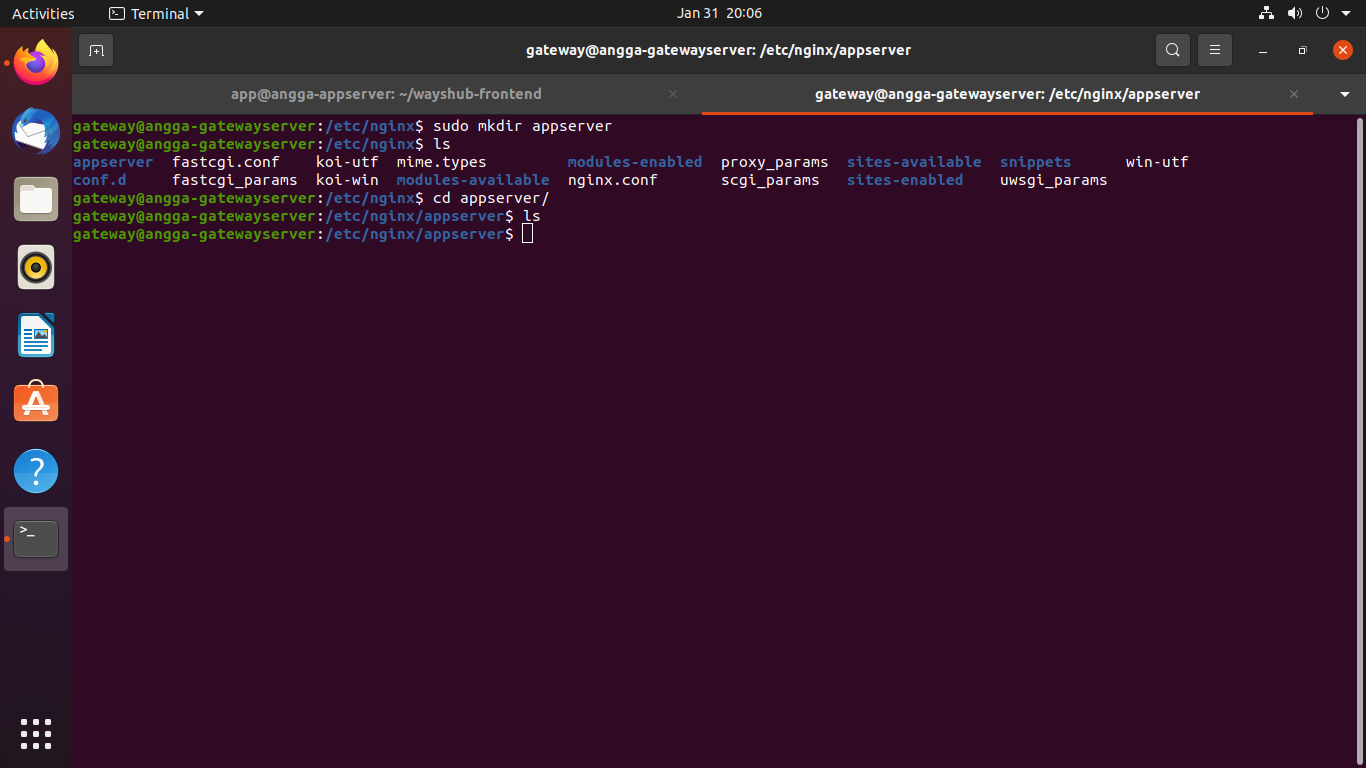 Activities Terminal Jan 31 20:06
gateway@angga-gatewayserver: /etc/nginx/appserver
app@angga-appserver: ~/wayshub-frontend × gateway@angga-gatewayserver: /etc/nginx/appserver ×
gateway@angga-gatewayserver:/etc/nginx$ sudo mkdir appserver
gateway@angga-gatewayserver:/etc/nginx$ ls
appserver fastcgi.conf koi-utf mime.types modules-enabled proxy_params sites-available snippets win-utf
conf.d fastcgi_params koi-win modules-available nginx.conf scgi_params sites-enabled uwsgi_params
gateway@angga-gatewayserver:/etc/nginx$ cd appserver/
gateway@angga-gatewayserver:/etc/nginx/appserver$ ls
gateway@angga-gatewayserver:/etc/nginx/appserver$